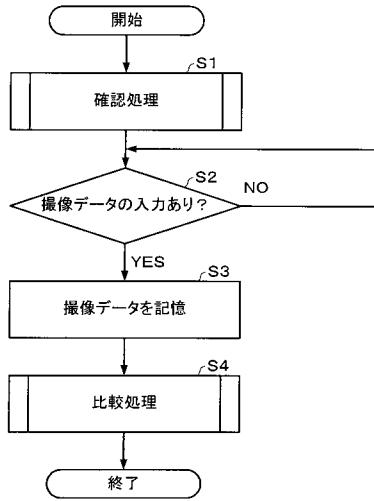 開始
S1
確認処理
S2
撮像データの入力あり?
NO
YES
S3
撮像データを記憶
S4
比較処理
終了